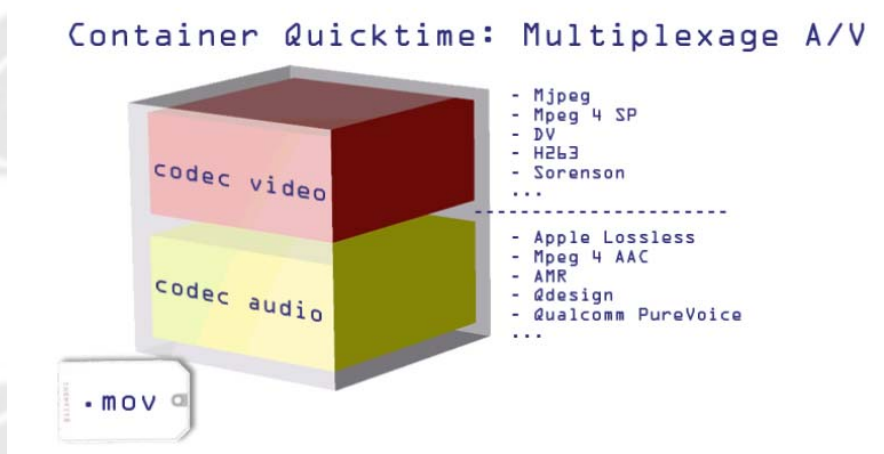 Container Quicktime: Multiplexage A/V
codec video
- Mjpeg
- Mpeg 4 SP
- DV
- H263
- Sorenson
...
codec audio
- Apple Lossless
- Mpeg 4 AAC
- AMR
- Qdesign
- Qualcomm PureVoice
...
.mov